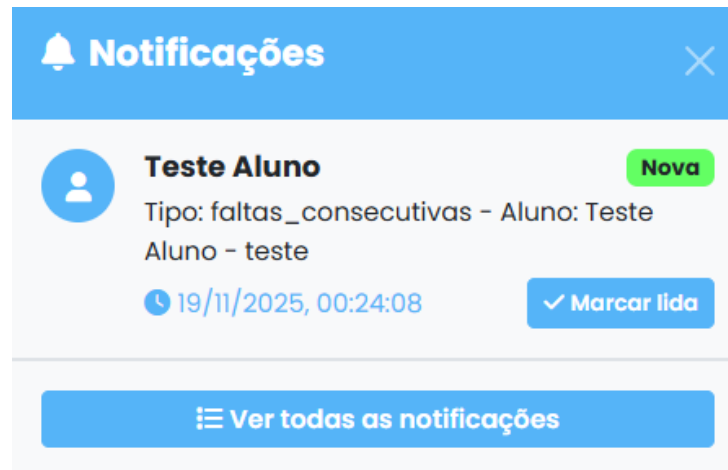 Notificações
Teste Aluno
Nova
Tipo: faltas_consecutivas - Aluno: Teste
Aluno - teste
19/11/2025, 00:24:08
Marcar lida
Ver todas as notificações